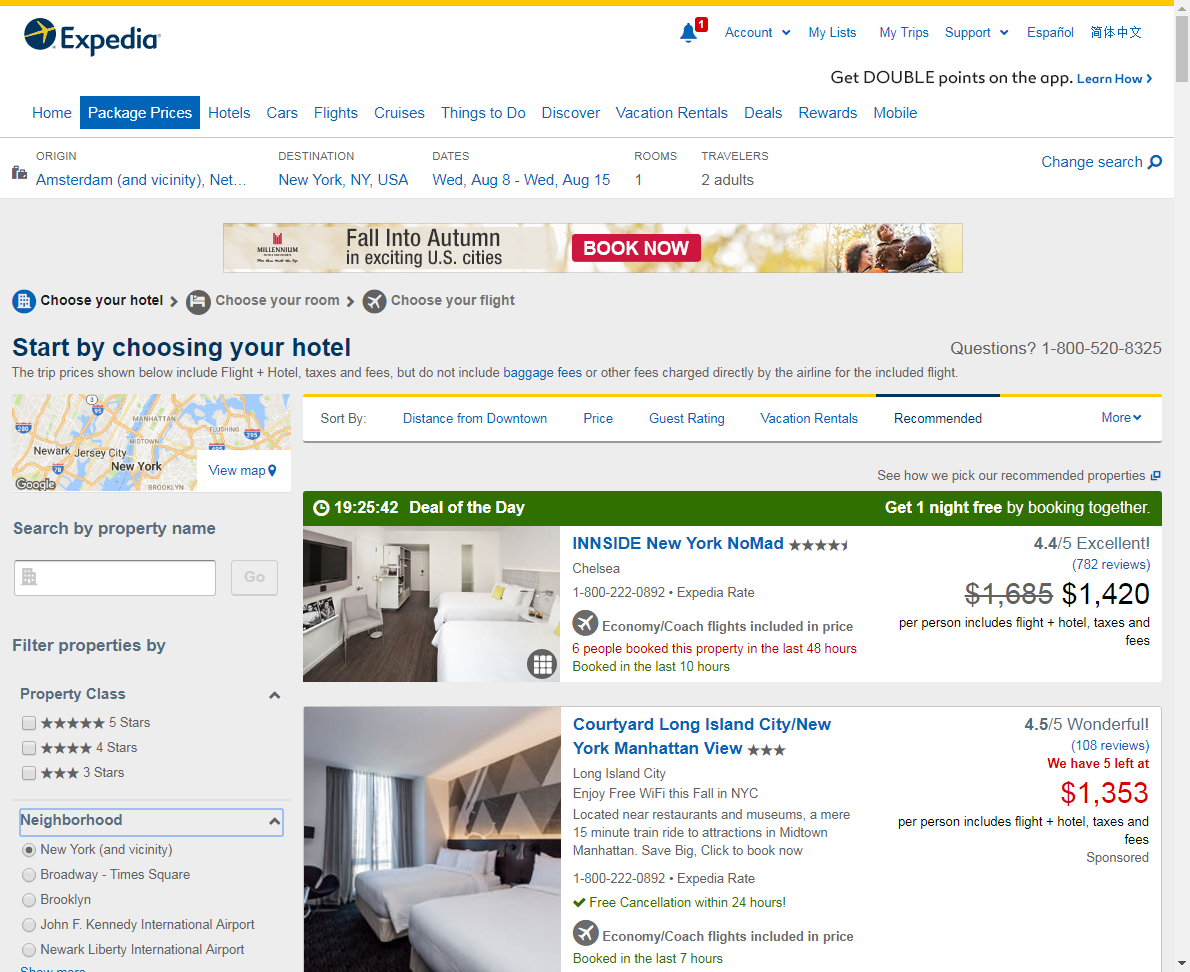 Expedia
1
Account
My Lists
My Trips
Support
Español
简体中文
Get DOUBLE points on the app. Learn How
Home
Package Prices
Hotels
Cars
Flights
Cruises
Things to Do
Discover
Vacation Rentals
Deals
Rewards
Mobile
ORIGIN
Amsterdam (and vicinity), Net...
DESTINATION
New York, NY, USA
DATES
Wed, Aug 8 - Wed, Aug 15
ROOMS
1
TRAVELERS
2 adults
Change search
MILLENNIUM
Fall Into Autumn
in exciting U.S. cities
BOOK NOW
Choose your hotel
Choose your room
Choose your flight
Start by choosing your hotel
Questions? 1-800-520-8325
The trip prices shown below include Flight + Hotel, taxes and fees, but do not include baggage fees or other fees charged directly by the airline for the included flight.
3
95
MANHATTAN
280
FLUSHING
MIDTOWN
295
495
Newark
Jersey City
New York
78
BROOKLYN
Google
View map
Sort By:
Distance from Downtown
Price
Guest Rating
Vacation Rentals
Recommended
More
See how we pick our recommended properties
Search by property name
Go
Filter properties by
Property Class
5 Stars
4 Stars
3 Stars
Neighborhood
New York (and vicinity)
Broadway - Times Square
Brooklyn
John F. Kennedy International Airport
Newark Liberty International Airport
Show more
19:25:42 Deal of the Day
Get 1 night free by booking together.
INNSIDE New York NoMad
Chelsea
1-800-222-0892 • Expedia Rate
Economy/Coach flights included in price
6 people booked this property in the last 48 hours
Booked in the last 10 hours
4.4/5 Excellent!
(782 reviews)
$1,685 $1,420
per person includes flight + hotel, taxes and
fees
Courtyard Long Island City/New
York Manhattan View
Long Island City
Enjoy Free WiFi this Fall in NYC
Located near restaurants and museums, a mere
15 minute train ride to attractions in Midtown
Manhattan. Save Big, Click to book now
1-800-222-0892 • Expedia Rate
Free Cancellation within 24 hours!
Economy/Coach flights included in price
Booked in the last 7 hours
4.5/5 Wonderful!
(108 reviews)
We have 5 left at
$1,353
per person includes flight + hotel, taxes and
fees
Sponsored